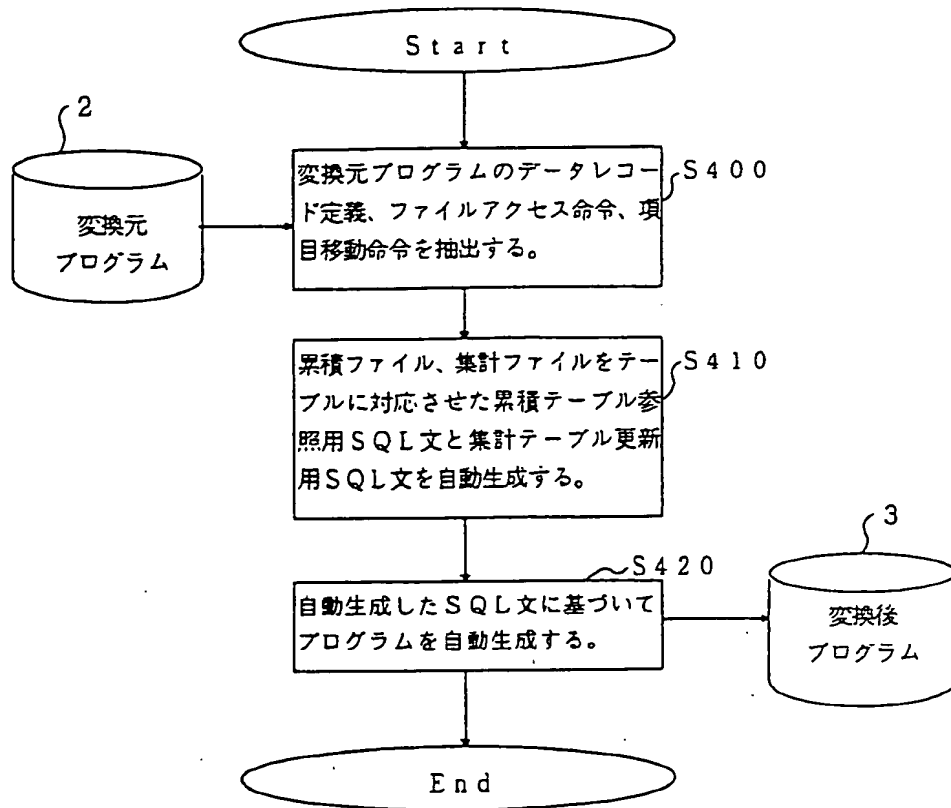 Start
2
変換元
プログラム
変換元プログラムのデータレコー
ド定義、ファイルアクセス命令、項
目移動命令を抽出する。
S400
累積ファイル、集計ファイルをテー
ブルに対応させた累積テーブル参
照用SQL文と集計テーブル更新
用SQL文を自動生成する。
S410
S420
自動生成したSQL文に基づいて
プログラムを自動生成する。
3
変換後
プログラム
End